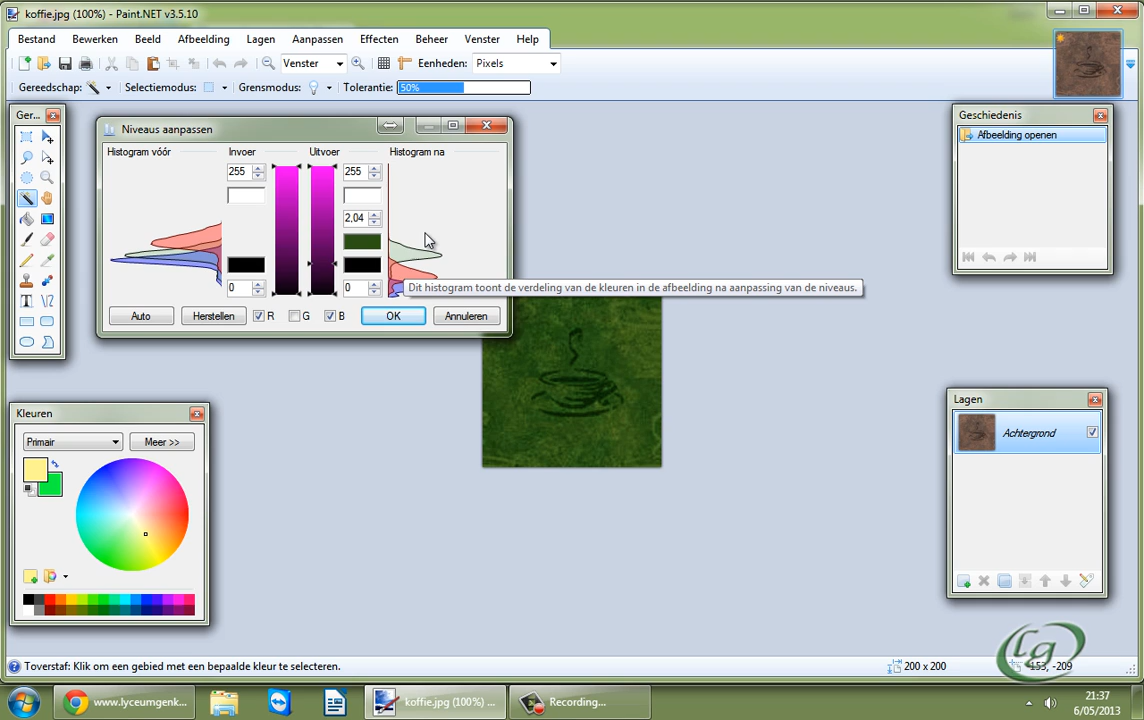 koffie.jpg (100%) - Paint.NET v3.5.10
Bestand Bewerken Beeld Afbeelding Lagen Aanpassen Effecten Beheer Venster Help
Venster Eenheden: Pixels
Gereedschap: Selectiemodus: Grensmodus: Tolerantie: 50%
Ger...
Niveaus aanpassen
Histogram vóór Invoer Uitvoer Histogram na
255 255
2,04
0 0
Dit histogram toont de verdeling van de kleuren in de afbeelding na aanpassing van de niveaus.
Auto Herstellen R G B OK Annuleren
Geschiedenis
Afbeelding openen
Kleuren
Primair Meer >>
Lagen
Achtergrond
Toverstaf: Klik om een gebied met een bepaalde kleur te selecteren.
200 x 200 -153, -209
Lg
www.lyceumgenk... koffie.jpg (100%) ... Recording...
21:37
6/05/2013